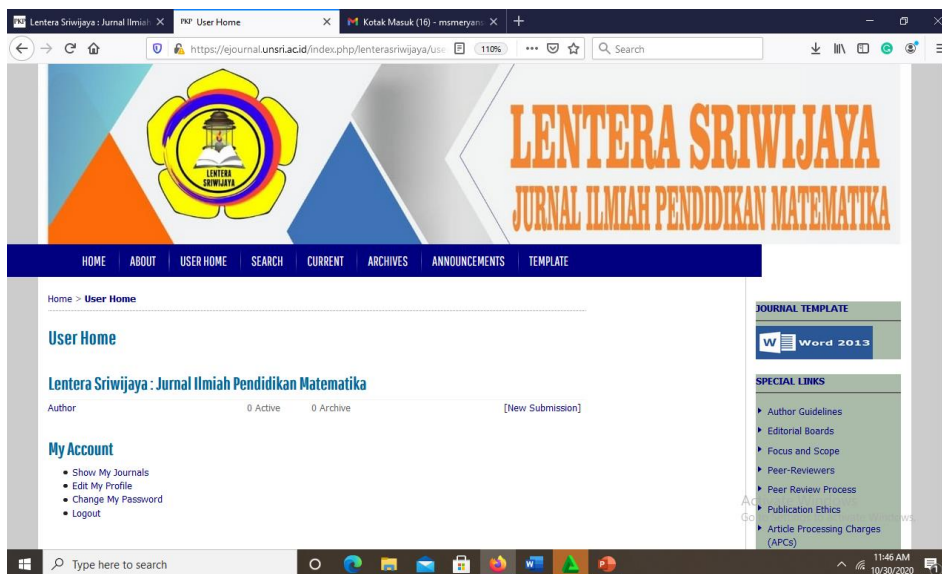 Lentera Sriwijaya : Jurnal Ilmiah
User Home
Kotak Masuk (16) - msmeryan
https://ejournal.unsri.ac.id/index.php/lenterasriwijaya/use
110%
Search
LENTERA
SRIWIJAYA
LENTERA SRIWIJAYA
JURNAL ILMIAH PENDIDIKAN MATEMATIKA
HOME ABOUT USER HOME SEARCH CURRENT ARCHIVES ANNOUNCEMENTS TEMPLATE
Home > User Home
User Home
Lentera Sriwijaya : Jurnal Ilmiah Pendidikan Matematika
Author 0 Active 0 Archive [New Submission]
My Account
Show My Journals
Edit My Profile
Change My Password
Logout
JOURNAL TEMPLATE
W Word 2013
SPECIAL LINKS
Author Guidelines
Editorial Boards
Focus and Scope
Peer-Reviewers
Peer Review Process
Publication Ethics
Article Processing Charges
(APCs)
Type here to search
11:46 AM
10/30/2020